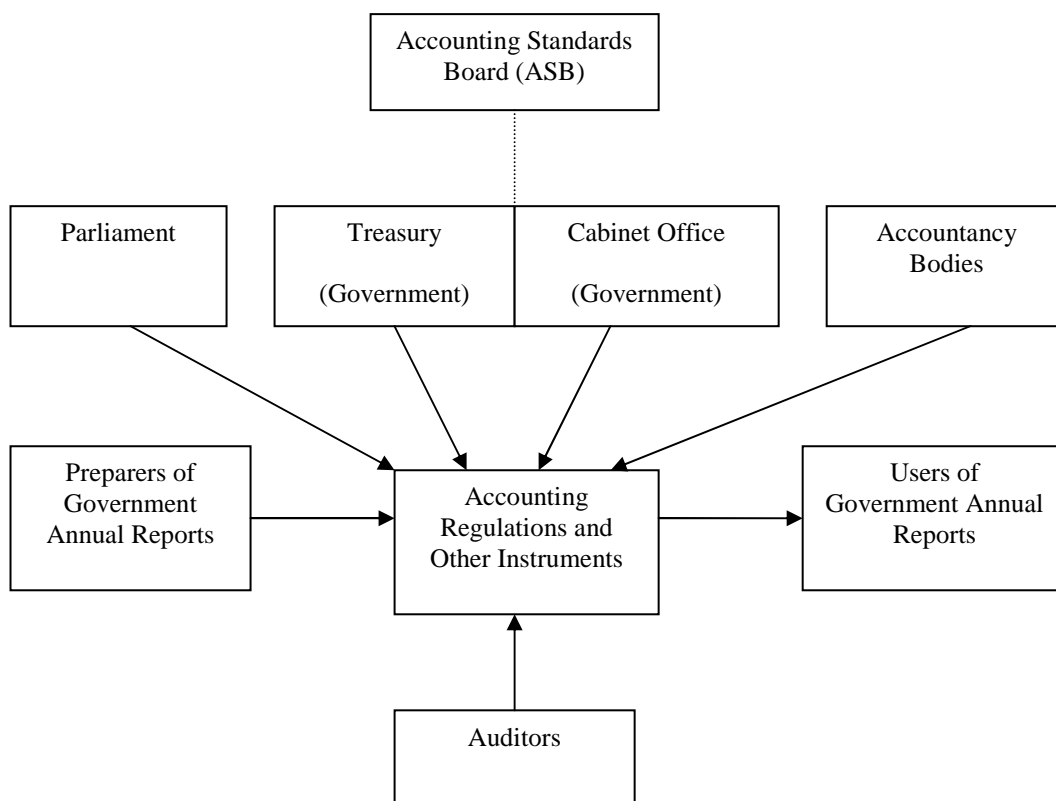 Accounting Standards
Board (ASB)
Parliament
Treasury
(Government)
Cabinet Office
(Government)
Accountancy
Bodies
Preparers of
Government
Annual Reports
Accounting
Regulations and
Other Instruments
Users of
Government Annual
Reports
Auditors